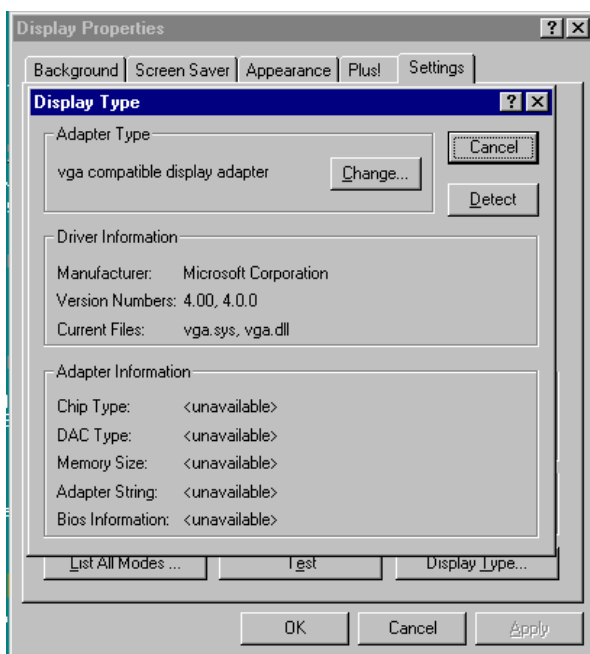 Display Properties
Background Screen Saver Appearance Plus! Settings
Display Type
Adapter Type
vga compatible display adapter
Change...
Cancel
Detect
Driver Information
Manufacturer: Microsoft Corporation
Version Numbers: 4.00, 4.0.0
Current Files: vga.sys, vga.dll
Adapter Information
Chip Type: <unavailable>
DAC Type: <unavailable>
Memory Size: <unavailable>
Adapter String: <unavailable>
Bios Information: <unavailable>
List All Modes ... Test Display Type...
OK Cancel Apply